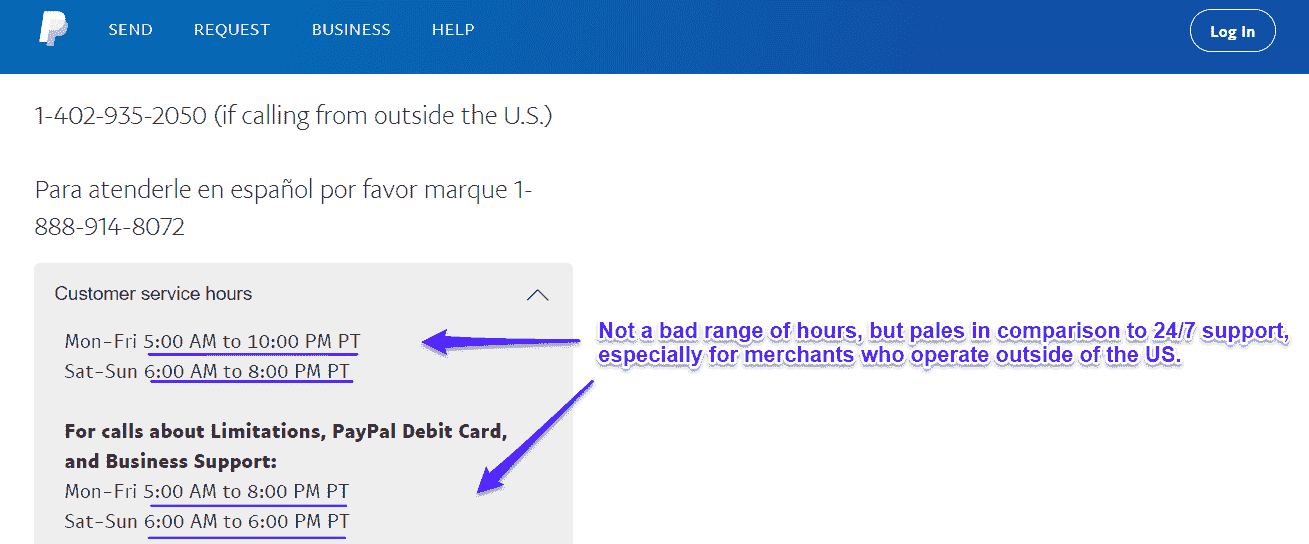 SEND REQUEST BUSINESS HELP Log In
1-402-935-2050 (if calling from outside the U.S.)
Para atenderle en español por favor marque 1-
888-914-8072
Customer service hours
Mon-Fri 5:00 AM to 10:00 PM PT
Sat-Sun 6:00 AM to 8:00 PM PT
Not a bad range of hours, but pales in comparison to 24/7 support,
especially for merchants who operate outside of the US.
For calls about Limitations, PayPal Debit Card,
and Business Support:
Mon-Fri 5:00 AM to 8:00 PM PT
Sat-Sun 6:00 AM to 6:00 PM PT